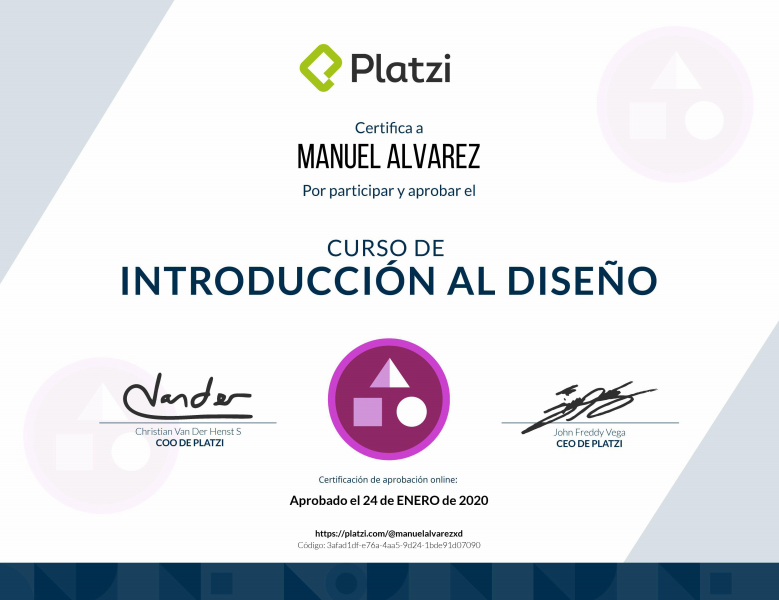 Platzi
Certifica a
MANUEL ALVAREZ
Por participar y aprobar el
CURSO DE
INTRODUCCIÓN AL DISEÑO
Vander
Christian Van Der Henst S
COO DE PLATZI
John Freddy Vega
CEO DE PLATZI
Certificación de aprobación online:
Aprobado el 24 de ENERO de 2020
https://platzi.com/@manuelalvarezxd
Código: 3afad1df-e76a-4aa5-9d24-1bde91d07090